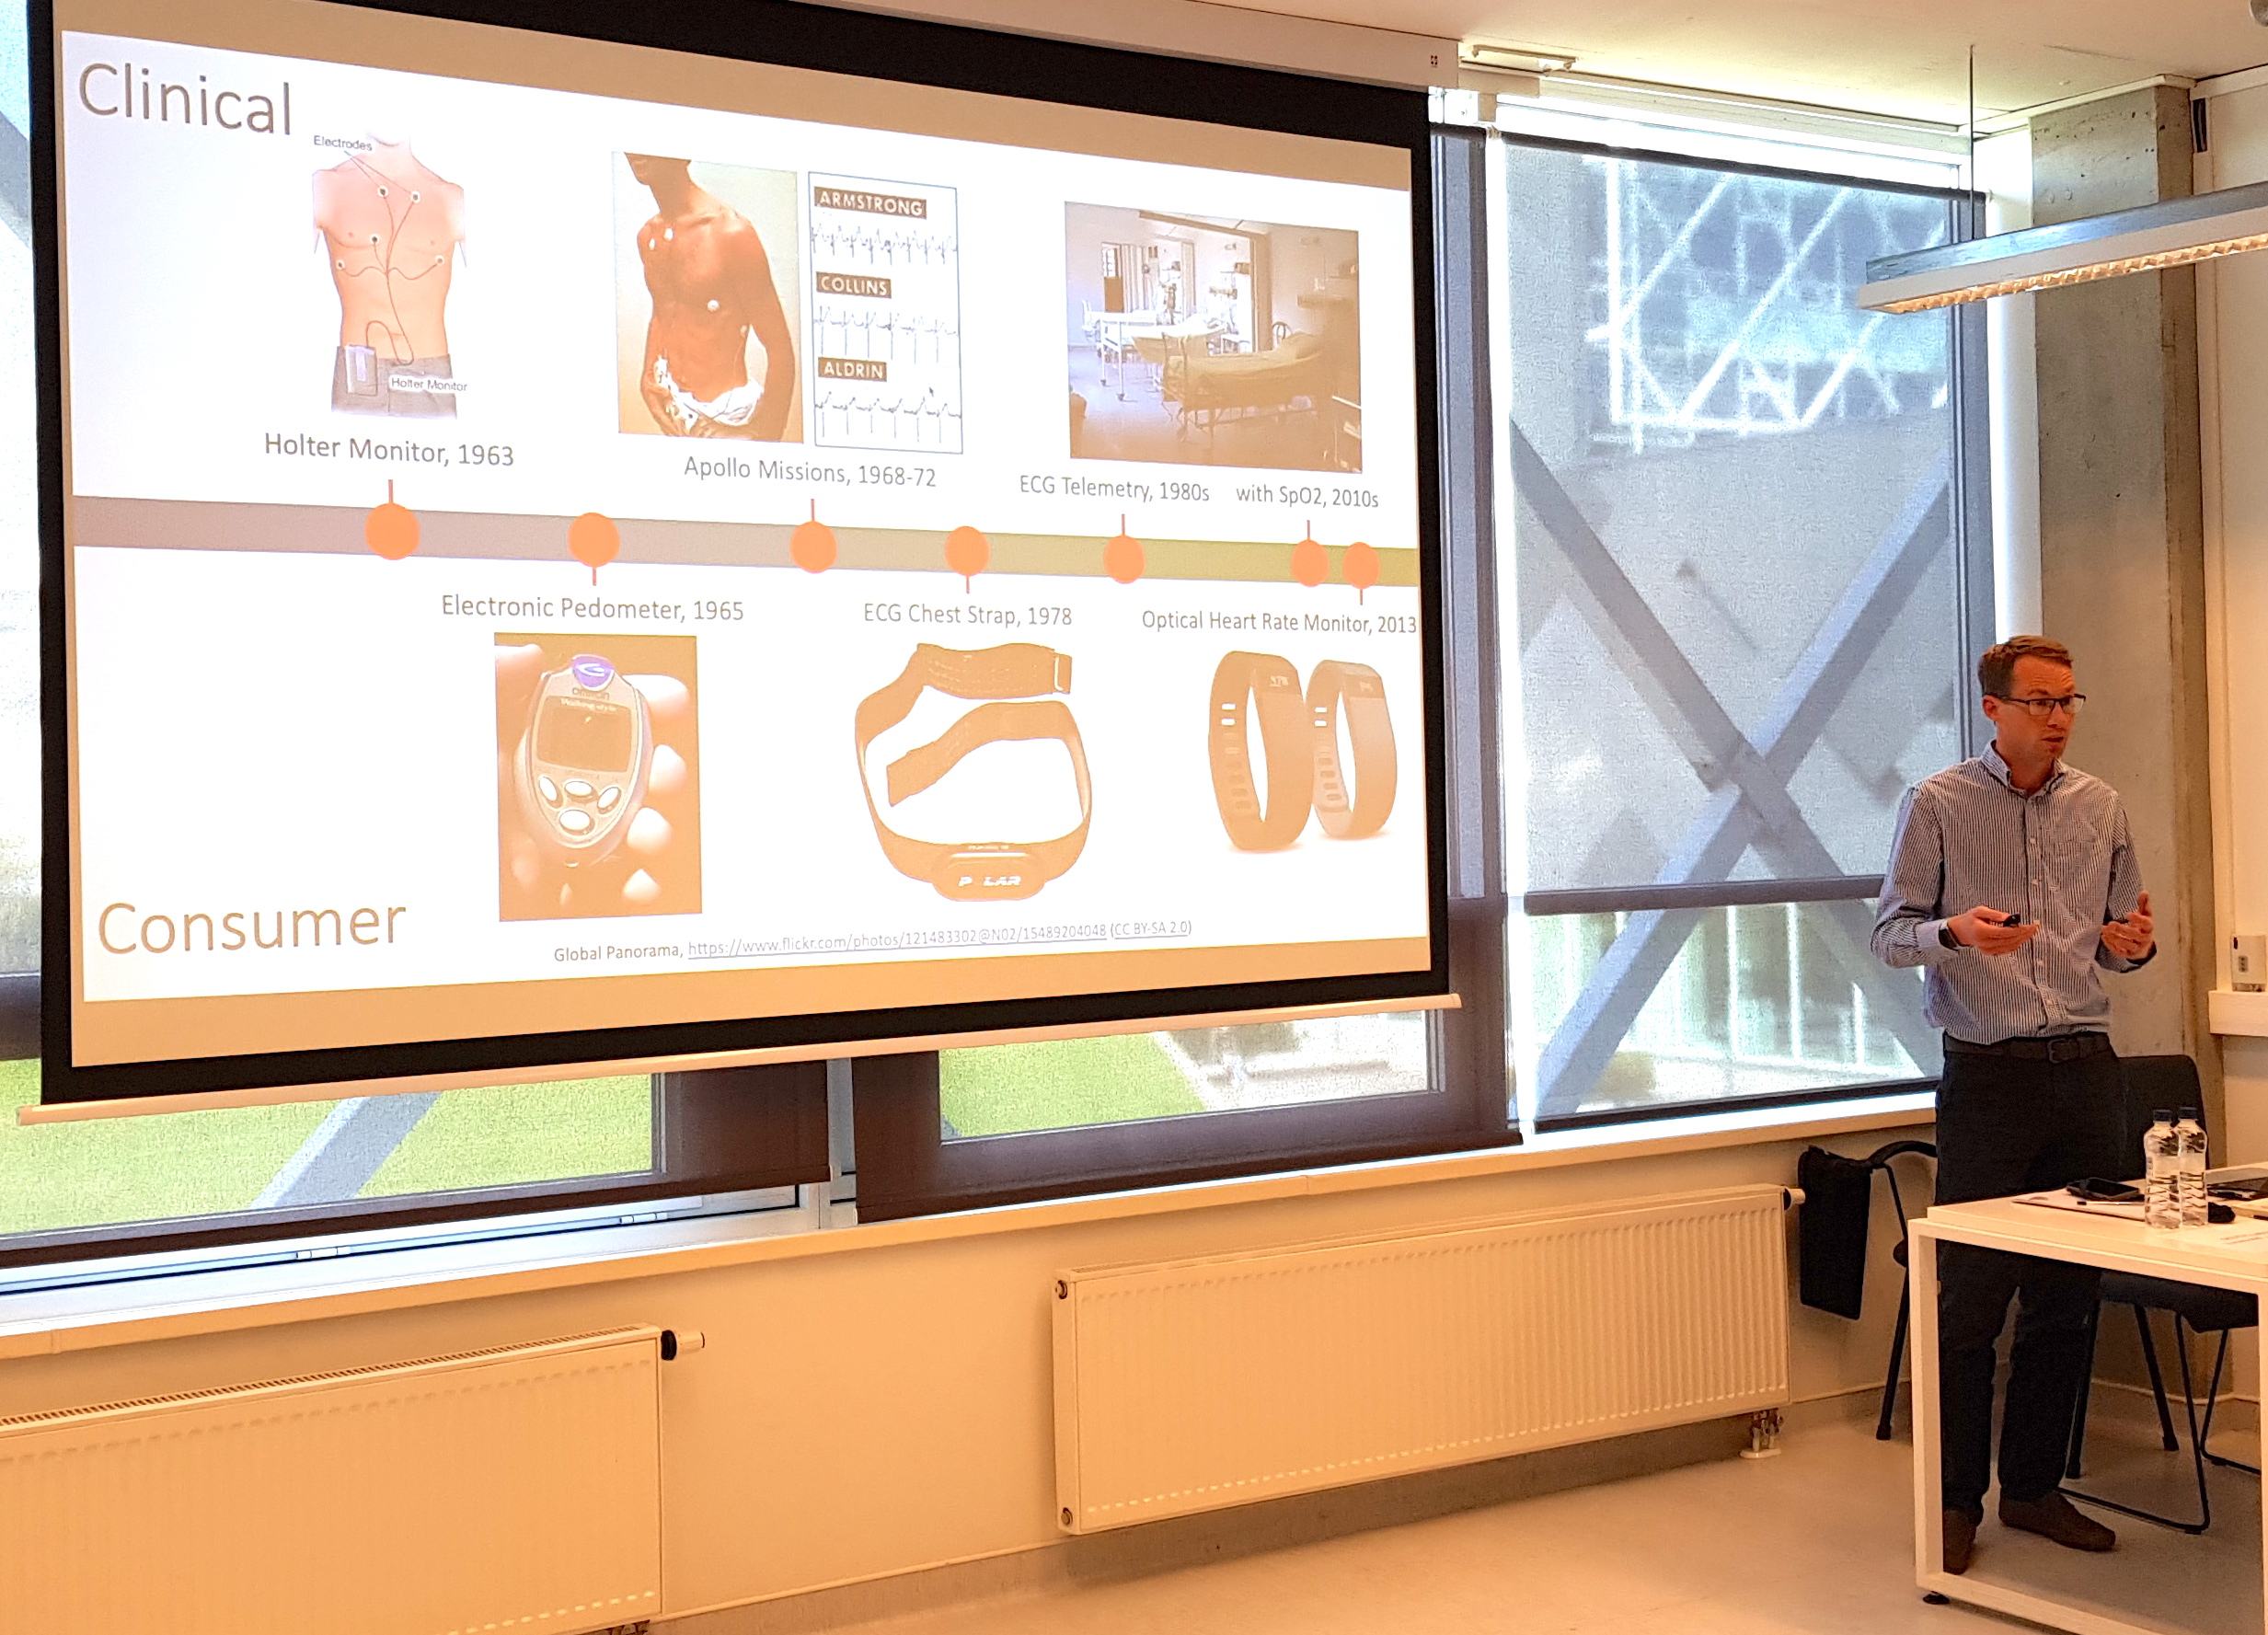 Clinical
Electrodes
Holter Monitor
ARMSTRONG
COLLINS
ALDRIN
Holter Monitor, 1963
Apollo Missions, 1968-72
ECG Telemetry, 1980s
with SpO2, 2010s
Electronic Pedometer, 1965
ECG Chest Strap, 1978
Optical Heart Rate Monitor, 2013
POLAR
Consumer
Global Panorama, https://www.flickr.com/photos/121483302@N02/15489204048 (CC BY-SA 2.0)